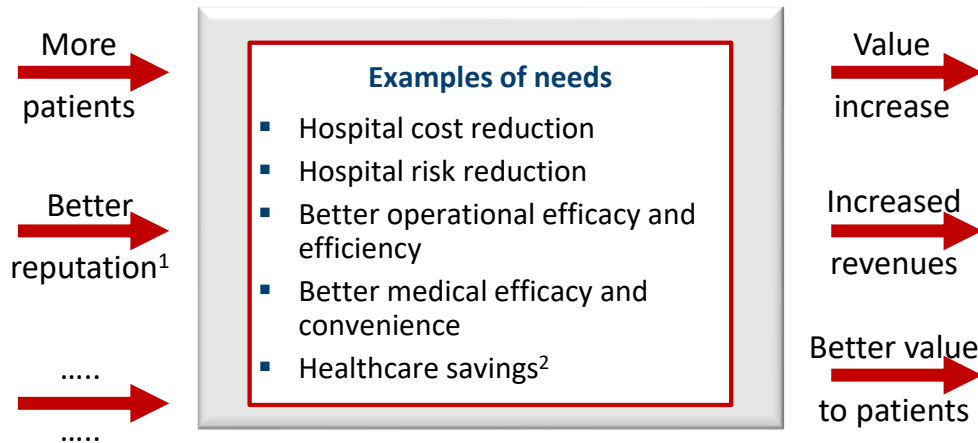 More
patients
Better
reputation¹
.....
.....
Examples of needs
▪ Hospital cost reduction
▪ Hospital risk reduction
▪ Better operational efficacy and
efficiency
▪ Better medical efficacy and
convenience
▪ Healthcare savings²
Value
increase
Increased
revenues
Better value
to patients